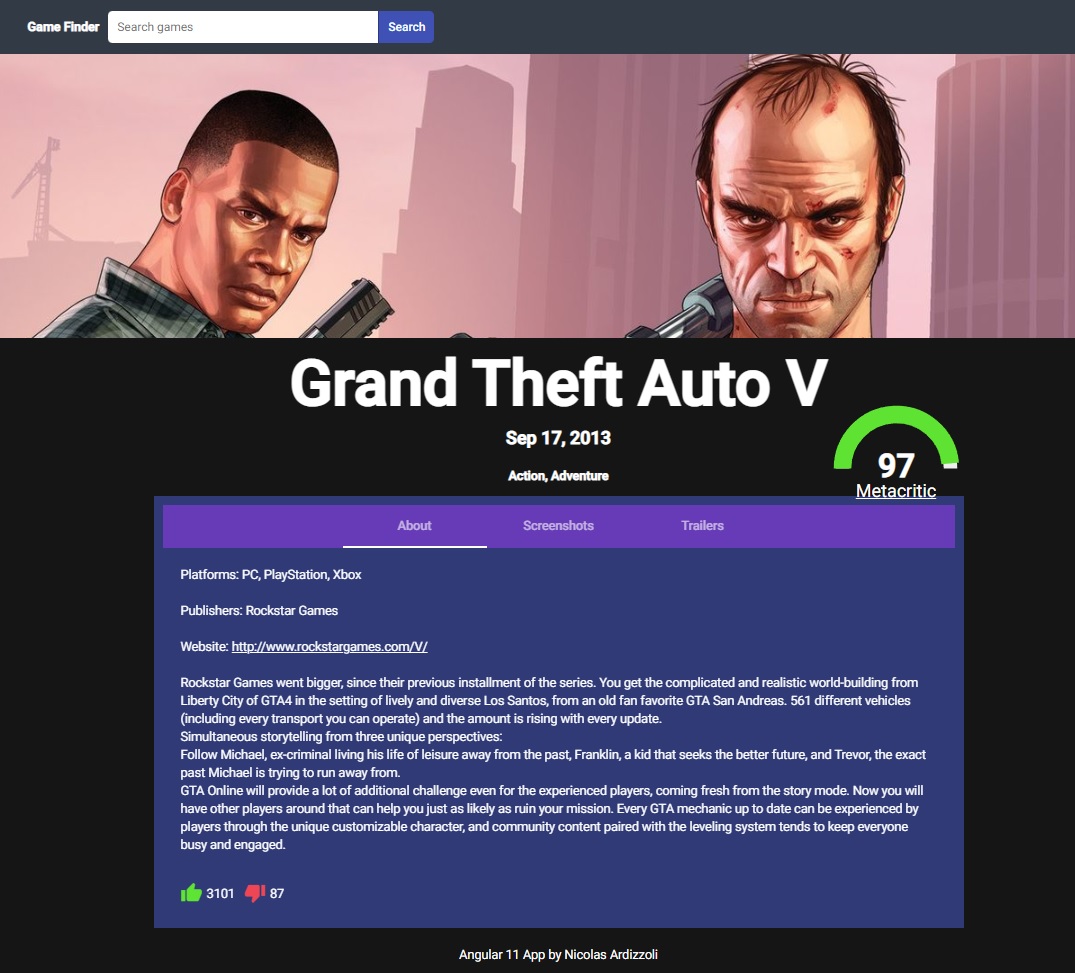 Game Finder Search games Search
Grand Theft Auto V
Sep 17, 2013
Action, Adventure
97
Metacritic
About Screenshots Trailers
Platforms: PC, PlayStation, Xbox
Publishers: Rockstar Games
Website: http://www.rockstargames.com/V/
Rockstar Games went bigger, since their previous installment of the series. You get the complicated and realistic world-building from
Liberty City of GTA4 in the setting of lively and diverse Los Santos, from an old fan favorite GTA San Andreas. 561 different vehicles
(including every transport you can operate) and the amount is rising with every update.
Simultaneous storytelling from three unique perspectives:
Follow Michael, ex-criminal living his life of leisure away from the past, Franklin, a kid that seeks the better future, and Trevor, the exact
past Michael is trying to run away from.
GTA Online will provide a lot of additional challenge even for the experienced players, coming fresh from the story mode. Now you will
have other players around that can help you just as likely as ruin your mission. Every GTA mechanic up to date can be experienced by
players through the unique customizable character, and community content paired with the leveling system tends to keep everyone
busy and engaged.
3101 87
Angular 11 App by Nicolas Ardizzoli